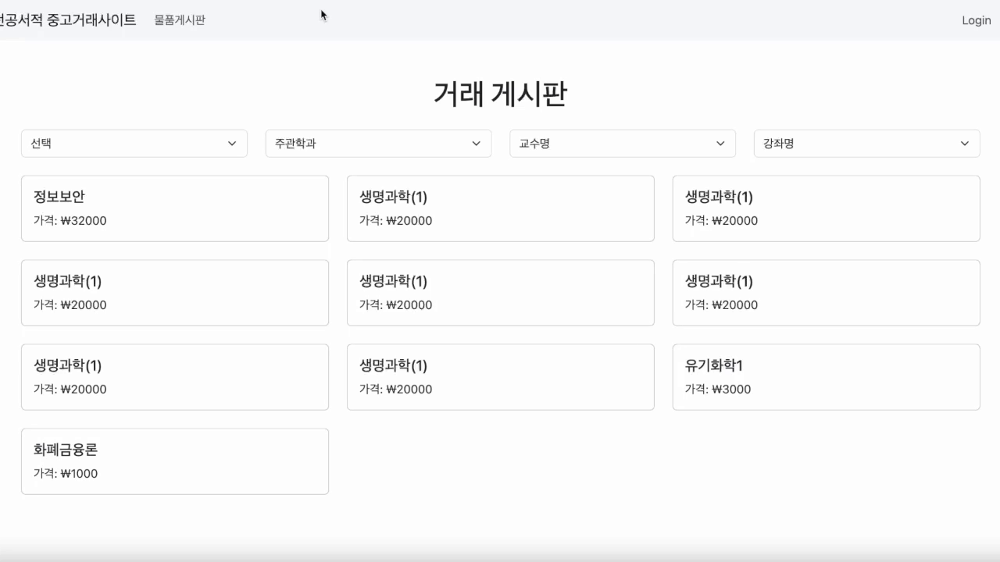 전공서적 중고거래사이트 물품게시판 Login
거래 게시판
선택 주관학과 교수명 강좌명
정보보안 생명과학(1) 생명과학(1)
가격: ₩32000 가격: ₩20000 가격: ₩20000
생명과학(1) 생명과학(1) 생명과학(1)
가격: ₩20000 가격: ₩20000 가격: ₩20000
생명과학(1) 생명과학(1) 유기화학1
가격: ₩20000 가격: ₩20000 가격: ₩3000
화폐금융론
가격: ₩1000